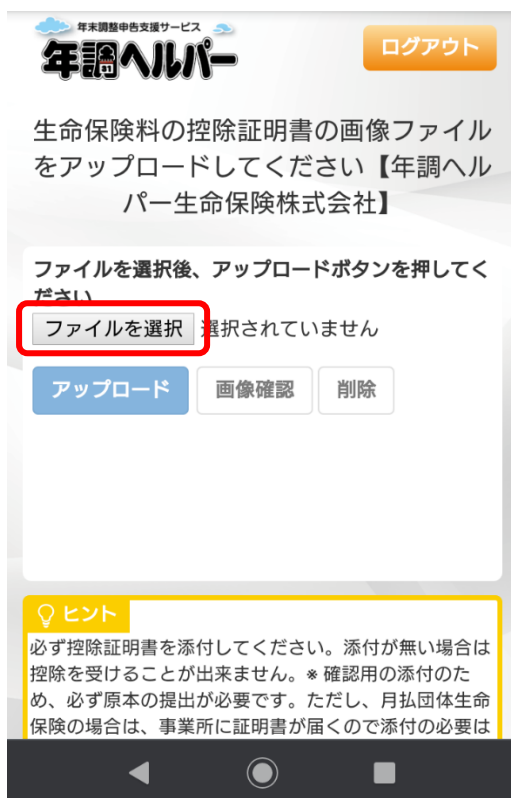 年末調整申告支援サービス
年調ヘルパー
ログアウト
生命保険料の控除証明書の画像ファイル
をアップロードしてください【年調ヘル
パー生命保険株式会社】
ファイルを選択後、アップロードボタンを押してく
ださい
ファイルを選択 選択されていません
アップロード 画像確認 削除
ヒント
必ず控除証明書を添付してください。添付が無い場合は
控除を受けることが出来ません。※ 確認用の添付のた
め、必ず原本の提出が必要です。ただし、月払団体生命
保険の場合は、事業所に証明書が届くので添付の必要は